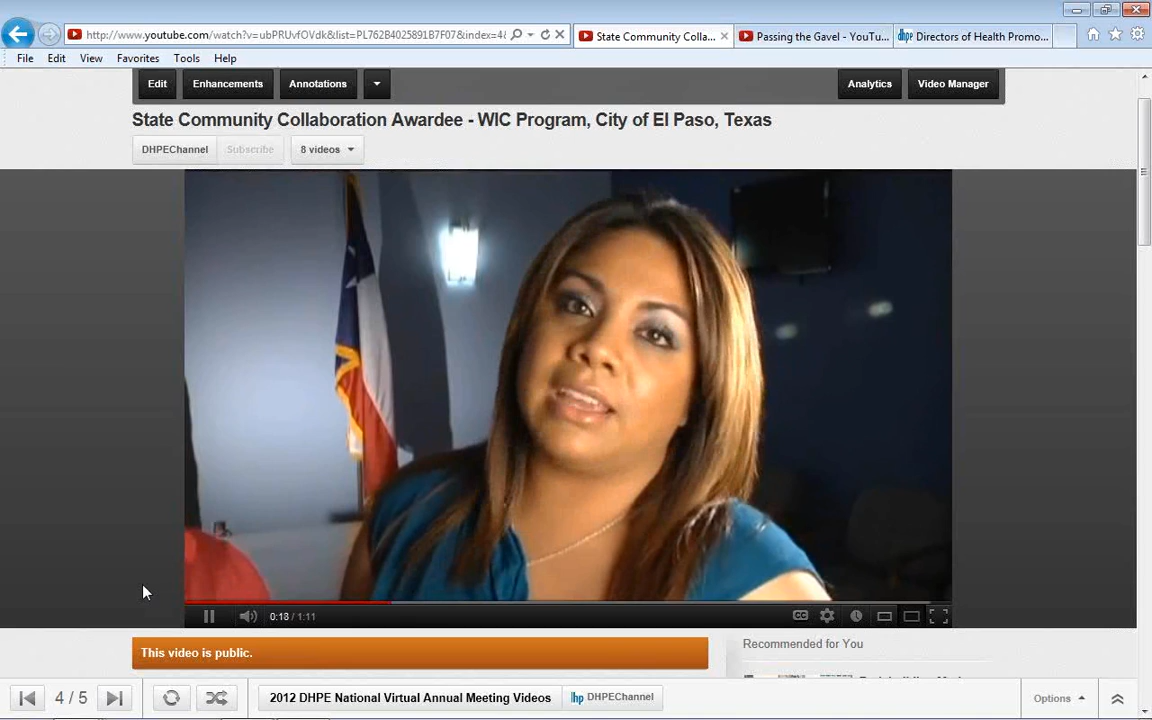 http://www.youtube.com/watch?v=ubPRUvfOVdk&list=PL762B4025891B7F07&index=4&
State Community Colla...
Passing the Gavel - YouTu...
dhpe Directors of Health Promo...
File Edit View Favorites Tools Help
Edit Enhancements Annotations Analytics Video Manager
State Community Collaboration Awardee - WIC Program, City of El Paso, Texas
DHPEChannel Subscribe 8 videos
0:18 / 1:11
CC
This video is public.
Recommended for You
4 / 5 2012 DHPE National Virtual Annual Meeting Videos DHPEChannel Options